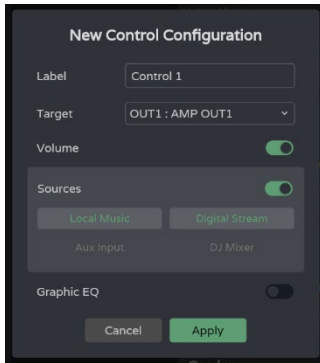 New Control Configuration
Label Control 1
Target OUT1 : AMP OUT1
Volume
Sources
Local Music Digital Stream
Aux Input DJ Mixer
Graphic EQ
Cancel Apply